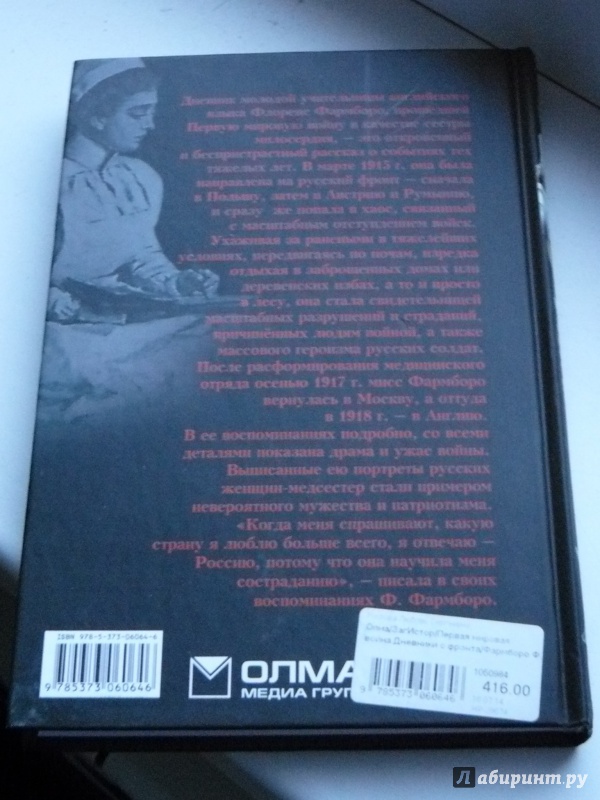 Дневник молодой учительницы английского
языка Флоренс Фармборо, прошедшей
Первую мировую войну в качестве сестры
милосердия, — это откровенный
и беспристрастный рассказ о событиях тех
тяжелых лет. В марте 1915 г. она была
направлена на русский фронт — сначала
в Польшу, затем в Австрию и Румынию,
и сразу же попала в хаос, связанный
с масштабным отступлением войск.
Ухаживая за ранеными в тяжелейших
условиях, передвигаясь по ночам, изредка
отдыхая в заброшенных домах или
деревенских избах, а то и просто
в лесу, она стала свидетельницей
масштабных разрушений и страданий,
причинённых людям войной, а также
массового героизма русских солдат.
После расформирования медицинского
отряда осенью 1917 г. мисс Фармборо
вернулась в Москву, а оттуда
в 1918 г. – в Англию.
В ее воспоминаниях подробно, со всеми
деталями показана драма и ужас войны.
Выписанные ею портреты русских
женщин-медсестер стали примером
невероятного мужества и патриотизма.
«Когда меня спрашивают, какую
страну я люблю больше всего, я отвечаю –
Россию, потому что она научила меня
состраданию», – писала в своих
воспоминаниях Ф. Фармборо.
ISBN 978-5-373-06064-6
9 785373 060646
ОЛМА
МЕДИА ГРУП
Первая мировая
война.Дневники с фронта/Фармборо Ф
1050984
416.00
9 785373 060646
Лабиринт.ру